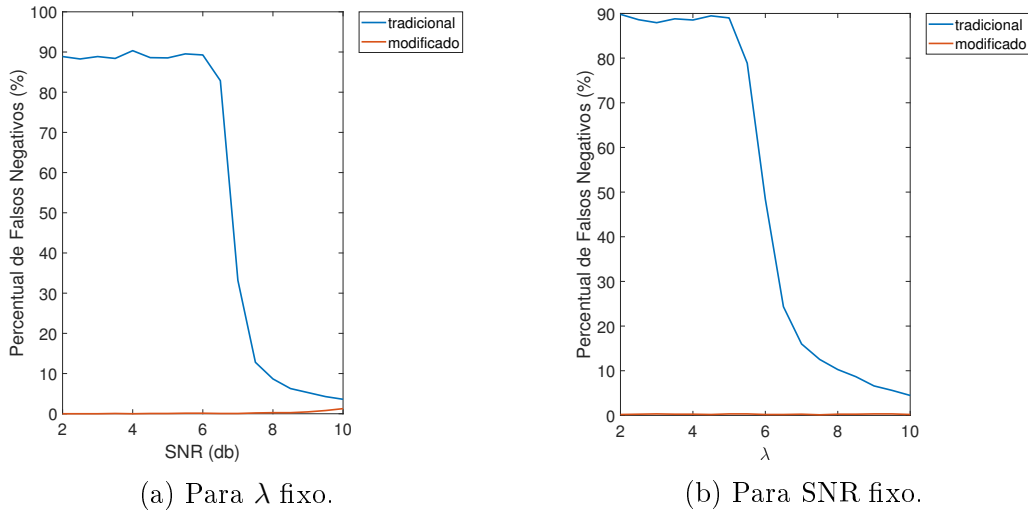 100
90
80
70
60
50
40
30
20
10
0
2 4 6 8 10
SNR (db)
Percentual de Falsos Negativos (%)
tradicional
modificado
(a) Para λ fixo.
90
80
70
60
50
40
30
20
10
0
2 4 6 8 10
λ
Percentual de Falsos Negativos (%)
tradicional
modificado
(b) Para SNR fixo.